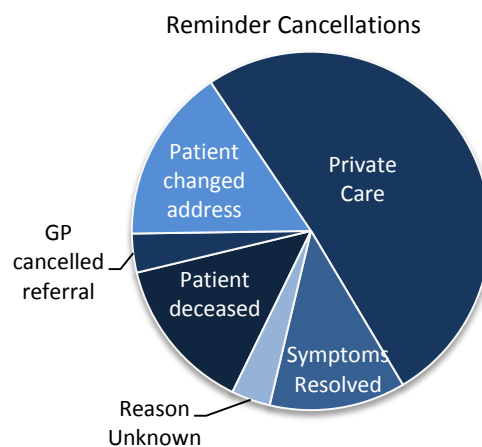 Reminder Cancellations
Patient
changed
address
Private
Care
GP
cancelled
referral
Patient
deceased
Symptoms
Resolved
Reason
Unknown